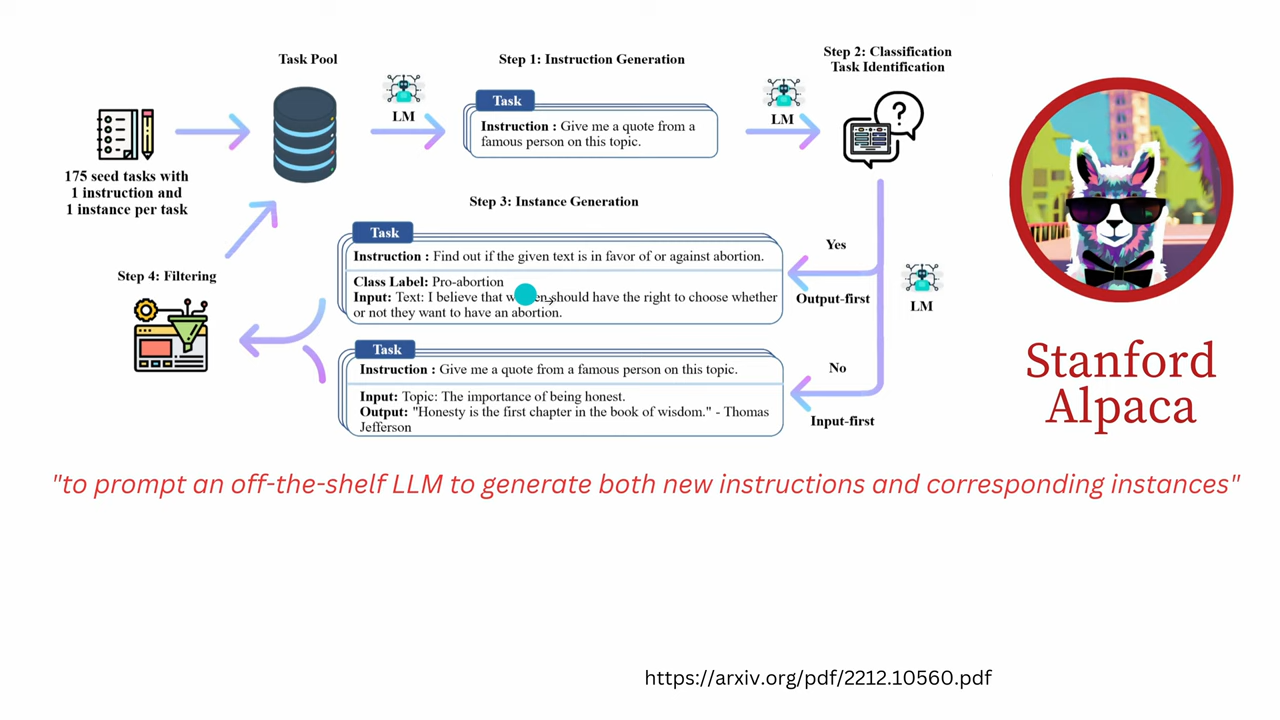 Task Pool
Step 1: Instruction Generation
Step 2: Classification
Task Identification
LM
Task
Instruction : Give me a quote from a
famous person on this topic.
LM
175 seed tasks with
1 instruction and
1 instance per task
Step 3: Instance Generation
Task
Instruction : Find out if the given text is in favor of or against abortion.
Class Label: Pro-abortion
Input: Text: I believe that should have the right to choose whether
or not they want to have an abortion.
Yes
Output-first
LM
Step 4: Filtering
Task
Instruction : Give me a quote from a famous person on this topic.
Input: Topic: The importance of being honest.
Output: "Honesty is the first chapter in the book of wisdom." - Thomas
Jefferson
No
Input-first
Stanford
Alpaca
"to prompt an off-the-shelf LLM to generate both new instructions and corresponding instances"
https://arxiv.org/pdf/2212.10560.pdf